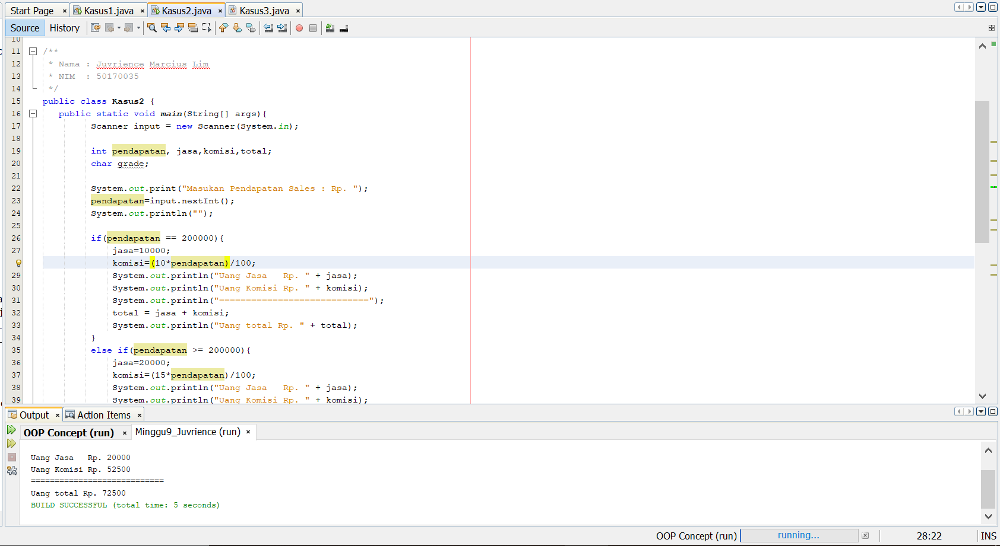 Start Page × Kasus1.java × Kasus2.java × Kasus3.java ×
Source History
10
11 /**
12 * Nama : Juvrience Marcius Lim
13 * NIM  : 50170035
14 */
15 public class Kasus2 {
16 public static void main(String[] args){
17 Scanner input = new Scanner(System.in);
18
19 int pendapatan, jasa,komisi,total;
20 char grade;
21
22 System.out.print("Masukan Pendapatan Sales : Rp. ");
23 pendapatan=input.nextInt();
24 System.out.println("");
25
26 if(pendapatan == 200000){
27 jasa=10000;
komisi=(10*pendapatan)/100;
29 System.out.println("Uang Jasa   Rp. " + jasa);
30 System.out.println("Uang Komisi Rp. " + komisi);
31 System.out.println("============================");
32 total = jasa + komisi;
33 System.out.println("Uang total Rp. " + total);
34 }
35 else if(pendapatan >= 200000){
36 jasa=20000;
37 komisi=(15*pendapatan)/100;
38 System.out.println("Uang Jasa   Rp. " + jasa);
39 System.out.println("Uang Komisi Rp. " + komisi);
Output × Action Items ×
OOP Concept (run) × Minggu9_Juvrience (run) ×
Uang Jasa   Rp. 20000
Uang Komisi Rp. 52500
============================
Uang total Rp. 72500
BUILD SUCCESSFUL (total time: 5 seconds)
OOP Concept (run) running... 28:22 INS